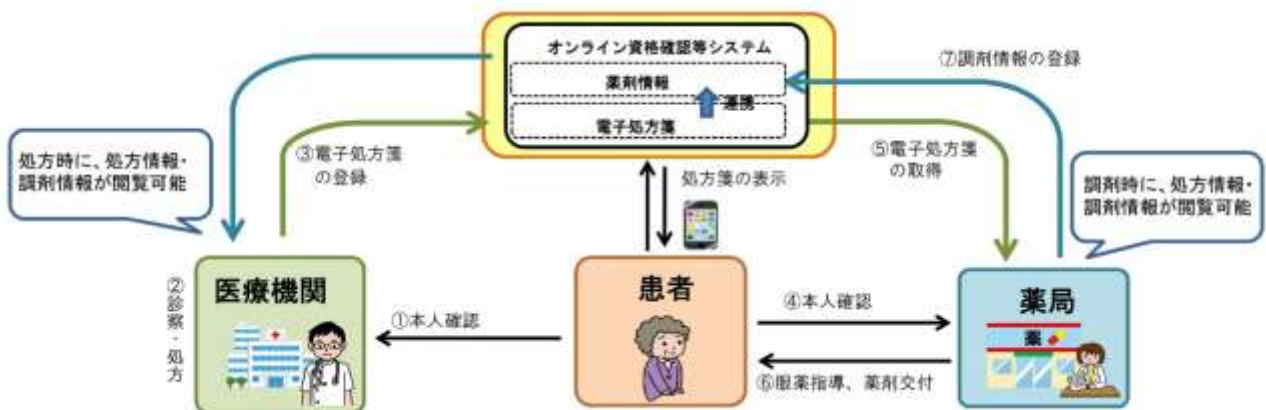 オンライン資格確認等システム
薬剤情報
連携
電子処方箋
⑦調剤情報の登録
処方時に、処方情報・
調剤情報が閲覧可能
③電子処方箋
の登録
処方箋の表示
⑤電子処方箋
の取得
調剤時に、処方情報・
調剤情報が閲覧可能
②診察・処方
医療機関
①本人確認
患者
④本人確認
⑥服薬指導、薬剤交付
薬局
薬